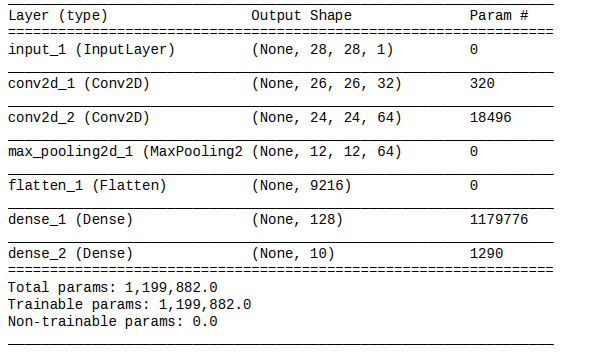 Layer (type) Output Shape Param #
input_1 (InputLayer) (None, 28, 28, 1) 0
conv2d_1 (Conv2D) (None, 26, 26, 32) 320
conv2d_2 (Conv2D) (None, 24, 24, 64) 18496
max_pooling2d_1 (MaxPooling2 (None, 12, 12, 64) 0
flatten_1 (Flatten) (None, 9216) 0
dense_1 (Dense) (None, 128) 1179776
dense_2 (Dense) (None, 10) 1290
Total params: 1,199,882.0
Trainable params: 1,199,882.0
Non-trainable params: 0.0